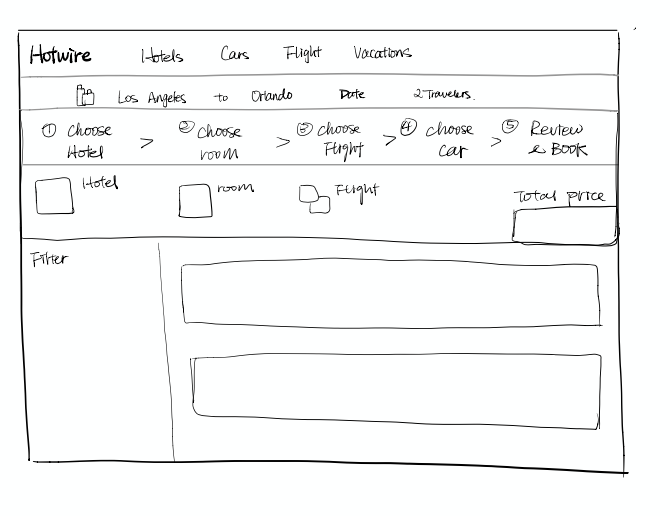 Hotwire Hotels Cars Flight Vacations
Los Angeles to Orlando Date 2 Travelers.
① Choose Hotel > ② choose room > ③ choose Flight > ④ choose car > ⑤ Review & Book
Hotel room Flight Total price
Filter